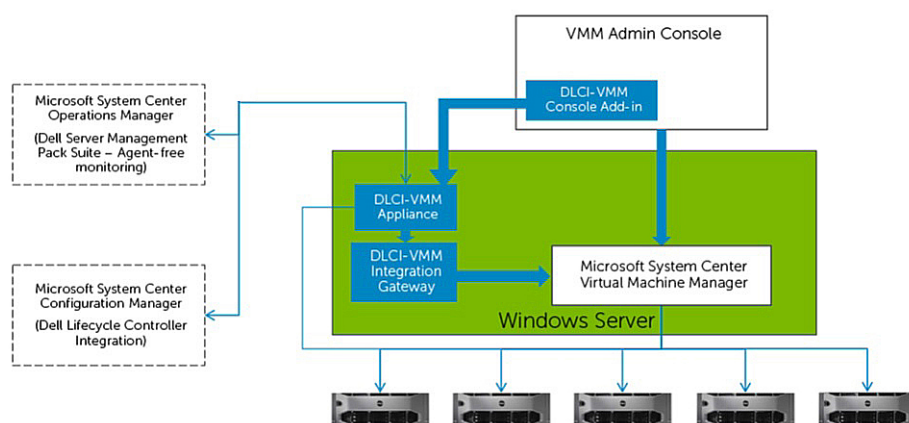 VMM Admin Console
DLCI-VMM
Console Add-in
Microsoft System Center
Operations Manager
(Dell Server Management
Pack Suite – Agent-free
monitoring)
DLCI-VMM
Appliance
DLCI-VMM
Integration
Gateway
Microsoft System Center
Virtual Machine Manager
Windows Server
Microsoft System Center
Configuration Manager
(Dell Lifecycle Controller
Integration)